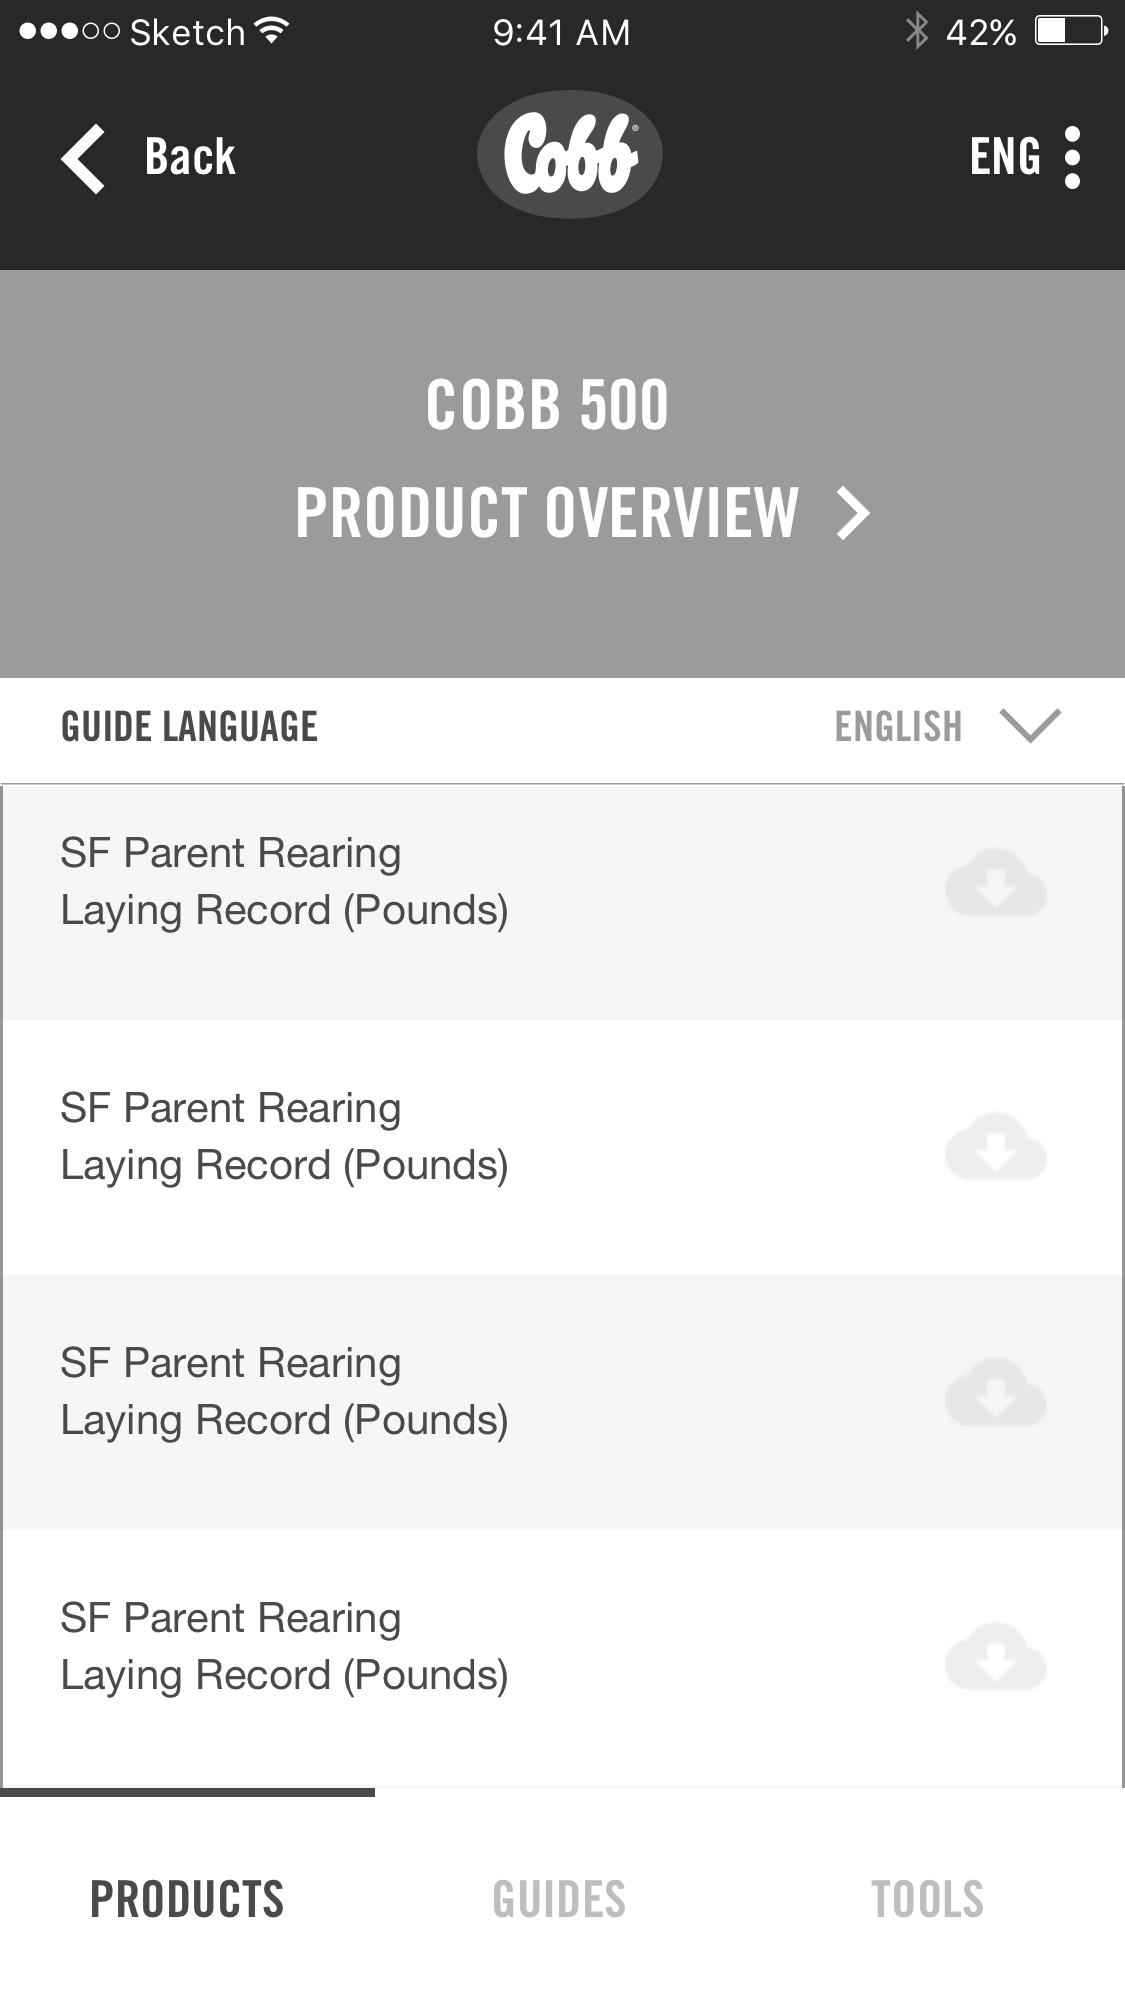 Sketch 9:41 AM 42%
Back Cobb® ENG
COBB 500
PRODUCT OVERVIEW
GUIDE LANGUAGE ENGLISH
SF Parent Rearing
Laying Record (Pounds)
SF Parent Rearing
Laying Record (Pounds)
SF Parent Rearing
Laying Record (Pounds)
SF Parent Rearing
Laying Record (Pounds)
PRODUCTS GUIDES TOOLS